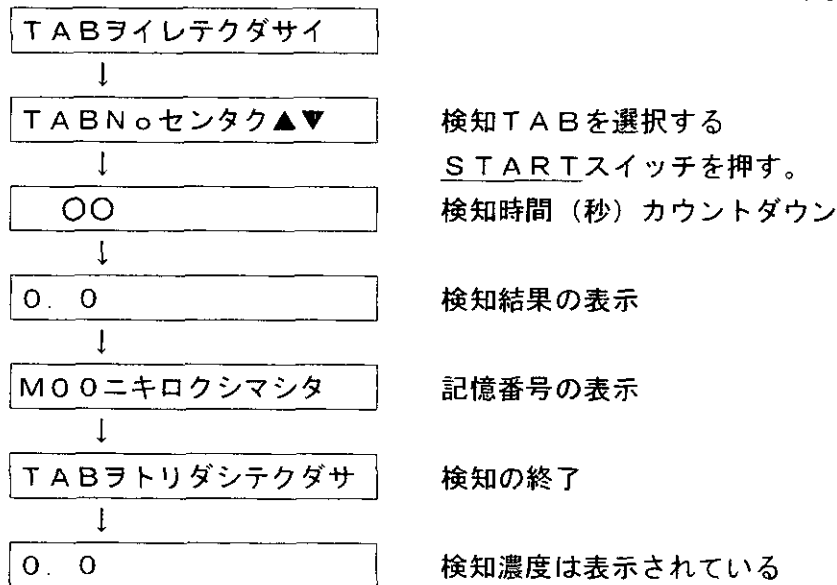 TABヲイレテクダサイ
↓
TABNoセンタク▲▼ 検知TABを選択する
↓ STARTスイッチを押す。
○○ 検知時間(秒)カウントダウン
↓
0. 0 検知結果の表示
↓
M00ニキロクシマシタ 記憶番号の表示
↓
TABヲトリダシテクダサ 検知の終了
↓
0. 0 検知濃度は表示されている